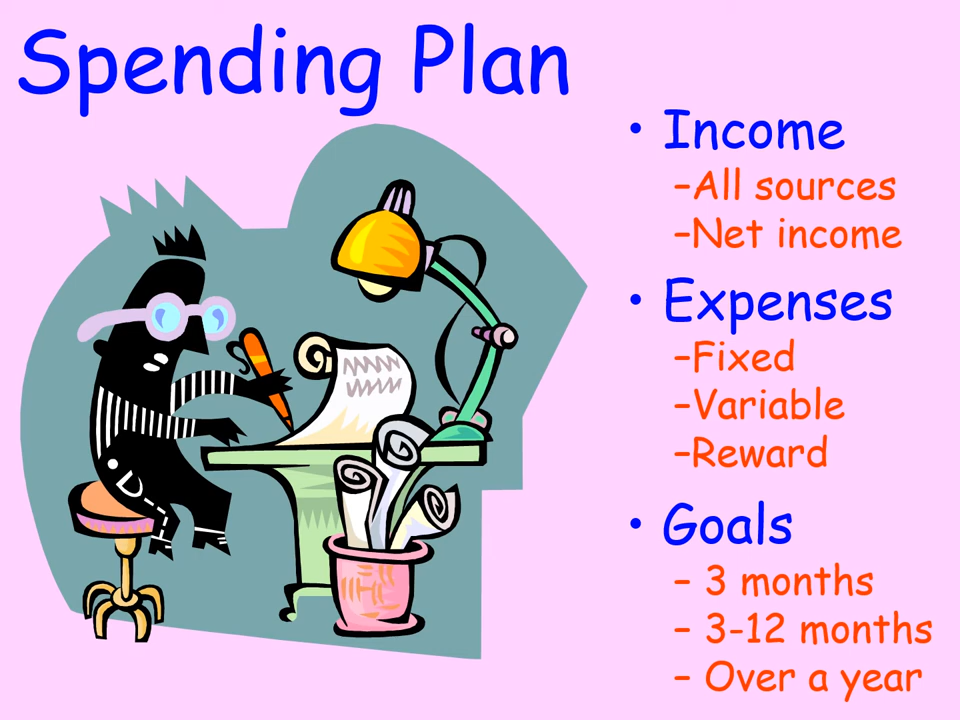 Spending Plan
• Income
–All sources
–Net income
• Expenses
–Fixed
–Variable
–Reward
• Goals
– 3 months
– 3-12 months
– Over a year